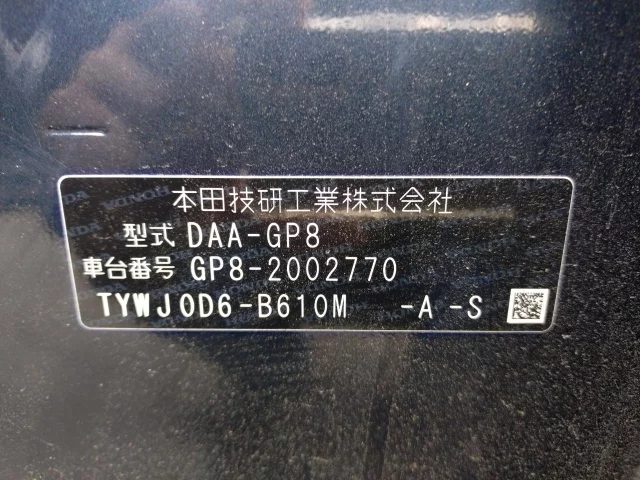 本田技研工業株式会社
型式 DAA-GP8
車台番号 GP8-2002770
TYWJ0D6-B610M -A -S